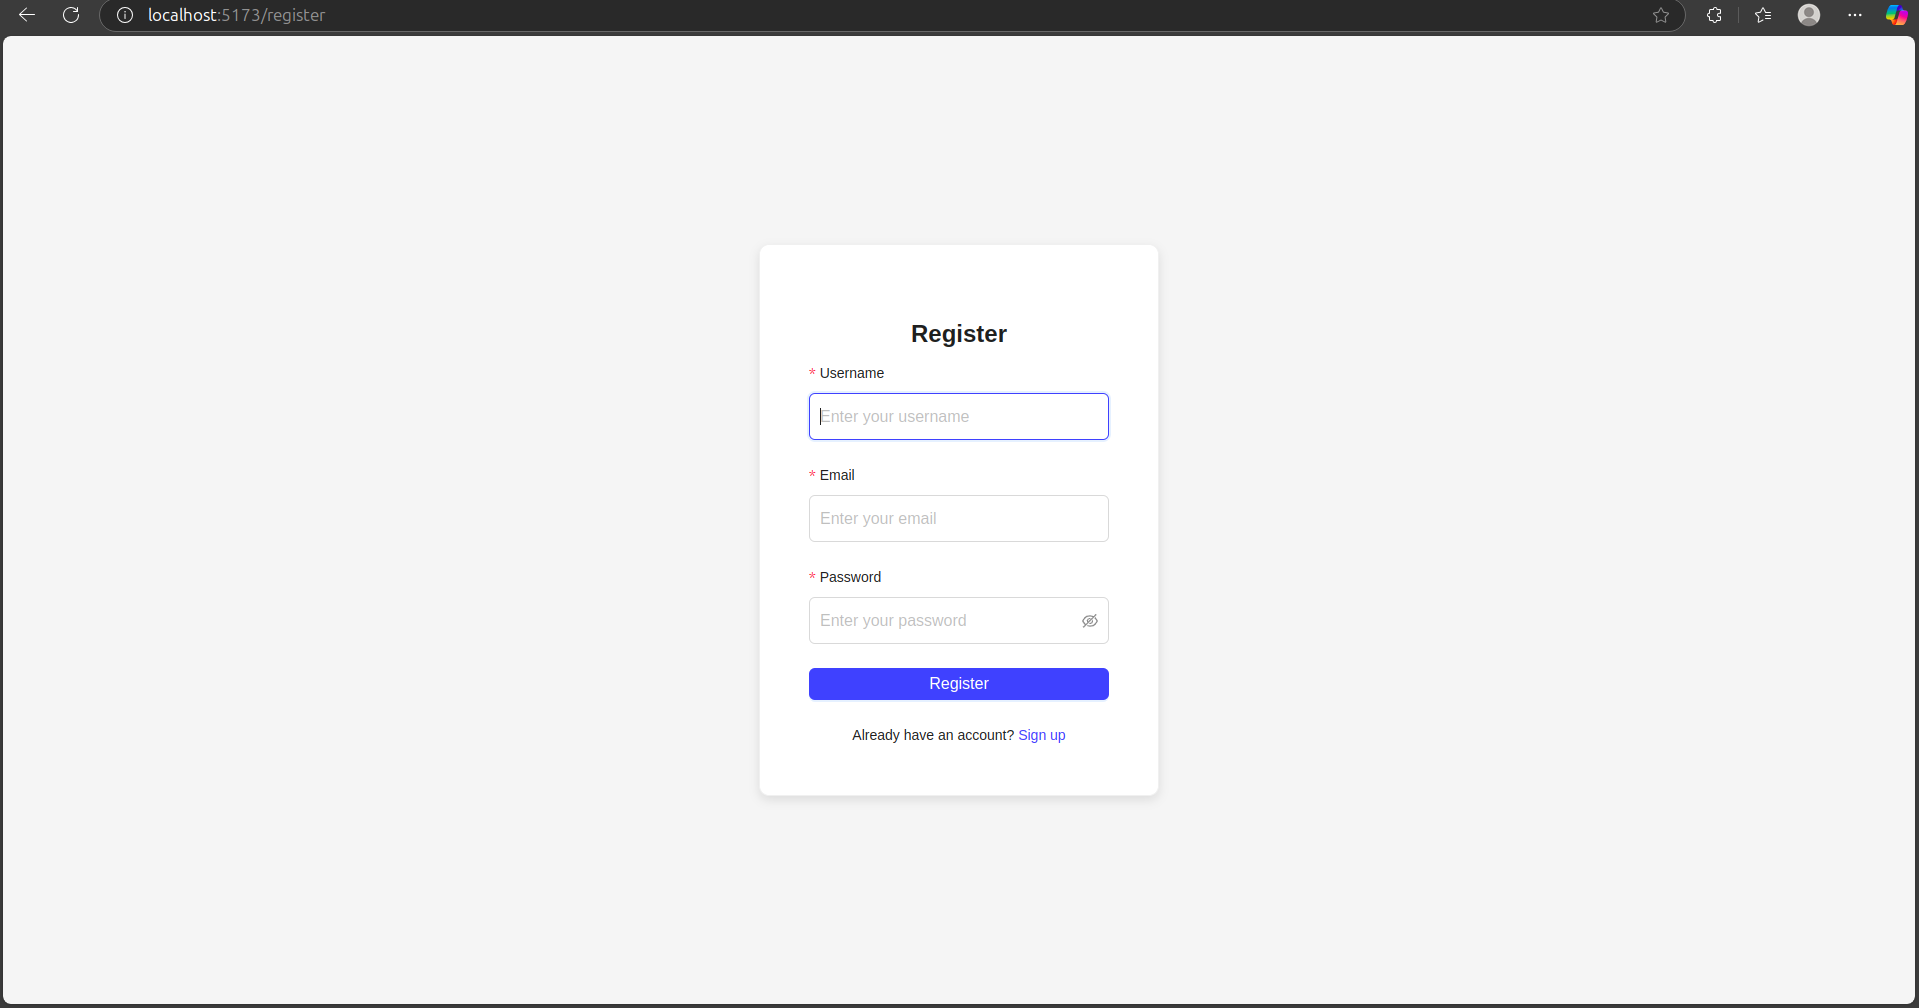 localhost:5173/register
Register
* Username
Enter your username
* Email
Enter your email
* Password
Enter your password
Register
Already have an account? Sign up